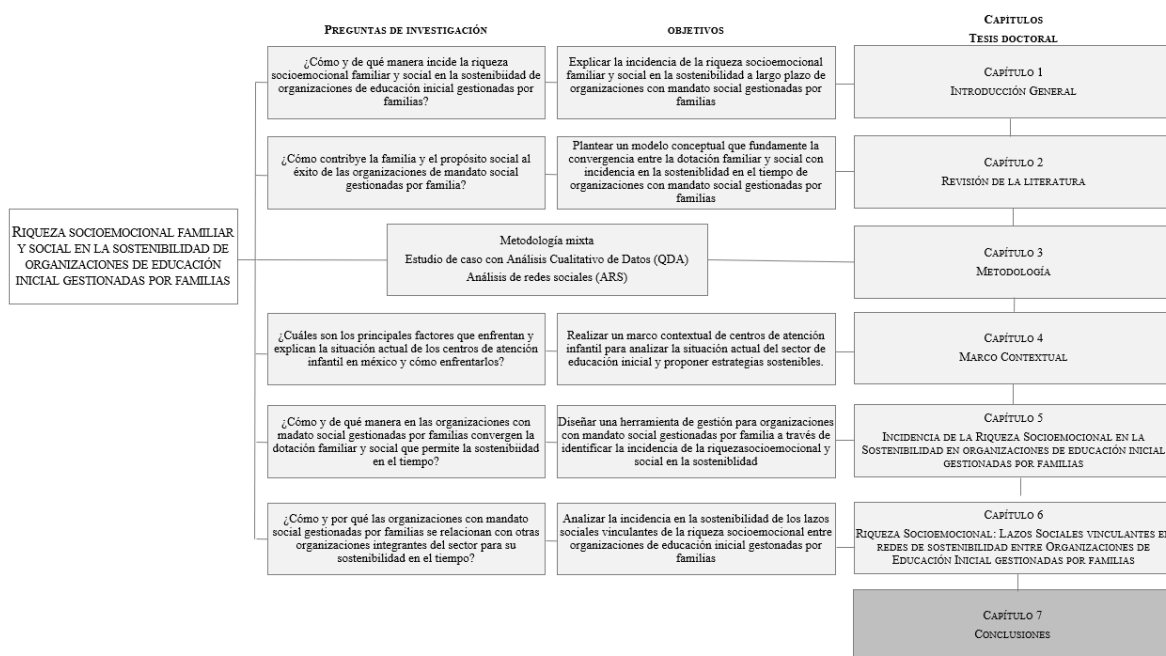 PREGUNTAS DE INVESTIGACIÓN
OBJETIVOS
CAPÍTULOS
TESIS DOCTORAL
RIQUEZA SOCIOEMOCIONAL FAMILIAR
Y SOCIAL EN LA SOSTENIBILIDAD DE
ORGANIZACIONES DE EDUCACIÓN
INICIAL GESTIONADAS POR FAMILIAS
¿Cómo y de qué manera incide la riqueza
socioemocional familiar y social en la sostenibiidad de
organizaciones de educación inicial gestionadas por
familias?
Explicar la incidencia de la riqueza socioemocional
familiar y social en la sostenibilidad a largo plazo de
organizaciones con mandato social gestionadas por
familias
CAPÍTULO 1
INTRODUCCIÓN GENERAL
¿Cómo contribye la familia y el propósito social al
éxito de las organizaciones de mandato social
gestionadas por familia?
Plantear un modelo conceptual que fundamente la
convergencia entre la dotación familiar y social con
incidencia en la sosteniblidad en el tiempo de
organizaciones con mandato social gestionadas por
familias
CAPÍTULO 2
REVISIÓN DE LA LITERATURA
Metodología mixta
Estudio de caso con Análisis Cualitativo de Datos (QDA)
Análisis de redes sociales (ARS)
CAPÍTULO 3
METODOLOGÍA
¿Cuáles son los principales factores que enfrentan y
explican la situación actual de los centros de atención
infantil en méxico y cómo enfrentarlos?
Realizar un marco contextual de centros de atención
infantil para analizar la situación actual del sector de
educación inicial y proponer estrategias sostenibles.
CAPÍTULO 4
MARCO CONTEXTUAL
¿Cómo y de qué manera en las organizaciones con
madato social gestionadas por familias convergen la
dotación familiar y social que permite la sostenibiidad
en el tiempo?
Diseñar una herramienta de gestión para organizaciones
con mandato social gestionadas por familia a través de
identificar la incidencia de la riquezasocioemocional y
social en la sosteniblidad
CAPÍTULO 5
INCIDENCIA DE LA RIQUEZA SOCIOEMOCIONAL EN LA
SOSTENIBILIDAD EN ORGANIZACIONES DE EDUCACIÓN INICIAL
GESTIONADAS POR FAMILIAS
¿Cómo y por qué las organizaciones con mandato
social gestionadas por familias se relacionan con otras
organizaciones integrantes del sector para su
sostenibilidad en el tiempo?
Analizar la incidencia en la sostenibilidad de los lazos
sociales vinculantes de la riqueza socioemocional entre
organizaciones de educación inicial gestonadas por
familias
CAPÍTULO 6
RIQUEZA SOCIOEMOCIONAL: LAZOS SOCIALES VINCULANTES EN
REDES DE SOSTENIBILIDAD ENTRE ORGANIZACIONES DE
EDUCACIÓN INICIAL GESTIONADAS POR FAMILIAS
CAPÍTULO 7
CONCLUSIONES